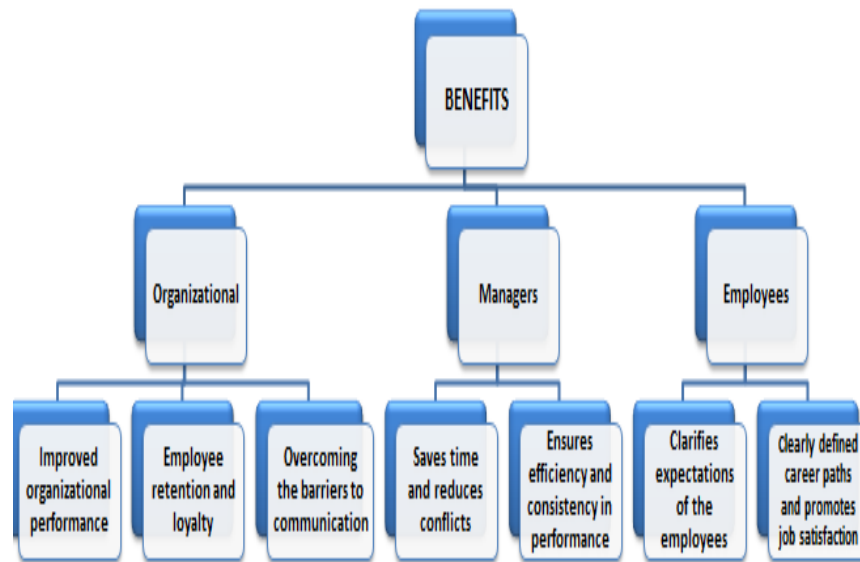 BENEFITS
Organizational
Managers
Employees
Improved
organizational
performance
Employee
retention and
loyalty
Overcoming
the barriers to
communication
Saves time
and reduces
conflicts
Ensures
efficiency and
consistency in
performance
Clarifies
expectations
of the
employees
Clearly defined
career paths
and promotes
job satisfaction